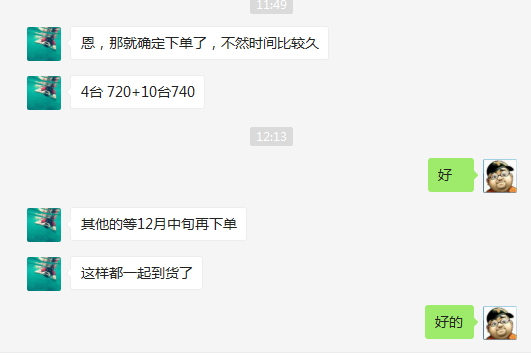 11:49
恩，那就确定下单了，不然时间比较久
4台 720+10台740
12:13
好
其他的等12月中旬再下单
这样都一起到货了
好的